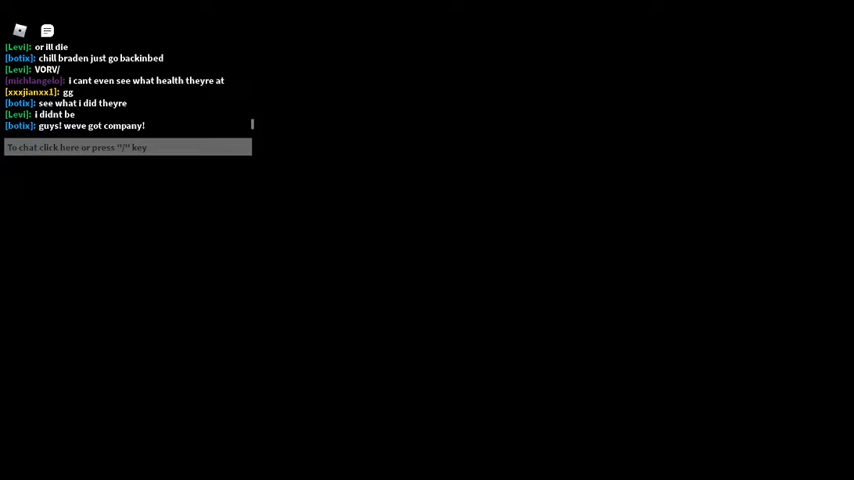 [Levi]: or ill die
[botix]: chill braden just go backinbed
[Levi]: VORV/
[michlangelo]: i cant even see what health theyre at
[xxxjianxx1]: gg
[botix]: see what i did theyre
[Levi]: i didnt be
[botix]: guys! weve got company!
To chat click here or press "/" key